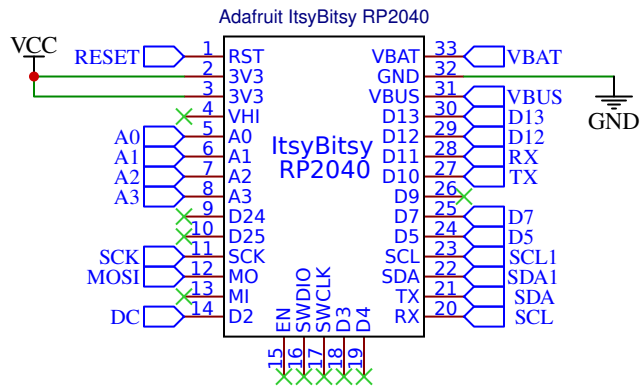 Adafruit ItsyBitsy RP2040
VCC
RESET 1 RST VBAT 33 VBAT
2 3V3 GND 32
3 3V3 VBUS 31 VBUS
GND
4 VHI D13 30 D13
A0 5 A0 D12 29 D12
A1 6 A1 D11 28 RX
A2 7 A2 D10 27 TX
A3 8 A3 D9 26
ItsyBitsy
RP2040
9 D24 D7 25 D7
10 D25 D5 24 D5
SCK 11 SCK SCL 23 SCL1
MOSI 12 MO SDA 22 SDA1
13 MI TX 21 SDA
DC 14 D2 RX 20 SCL
EN SWDIO SWCLK D3 D4
15 16 17 18 19